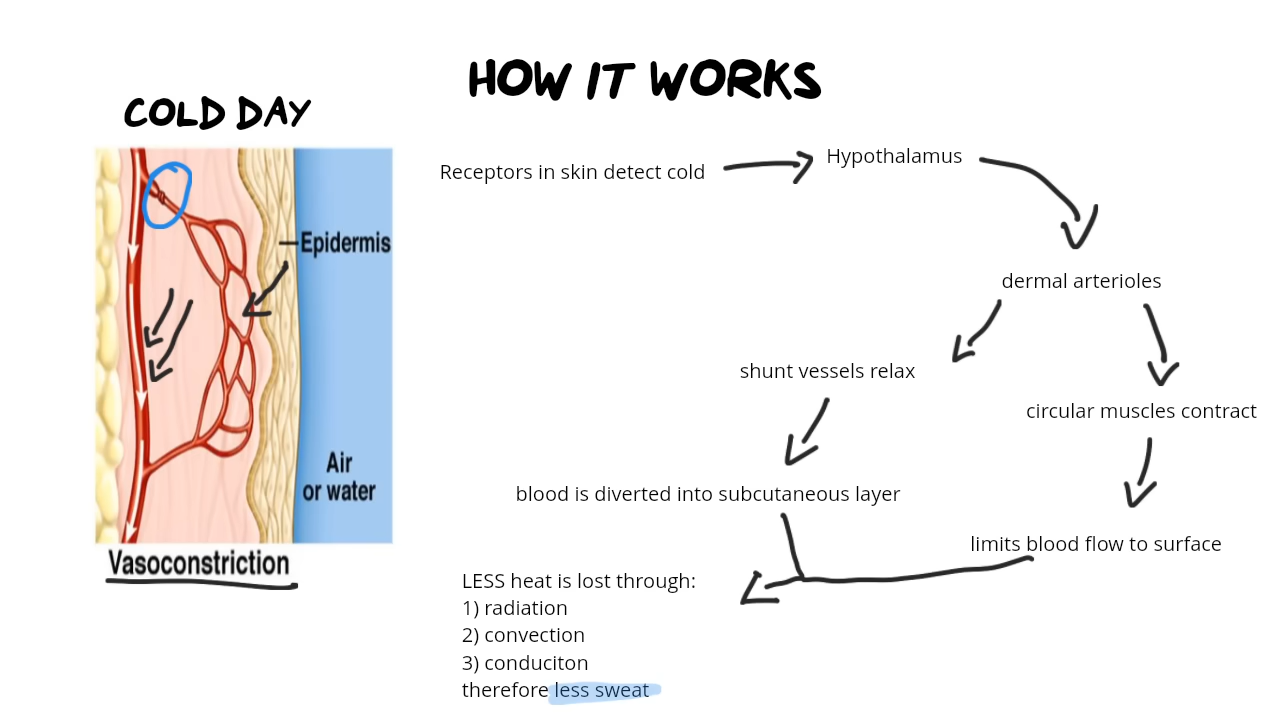 HOW IT WORKS
COLD DAY
Receptors in skin detect cold
Hypothalamus
Epidermis
dermal arterioles
shunt vessels relax
circular muscles contract
Air
or water
blood is diverted into subcutaneous layer
limits blood flow to surface
Vasoconstriction
LESS heat is lost through:
1) radiation
2) convection
3) conduciton
therefore less sweat